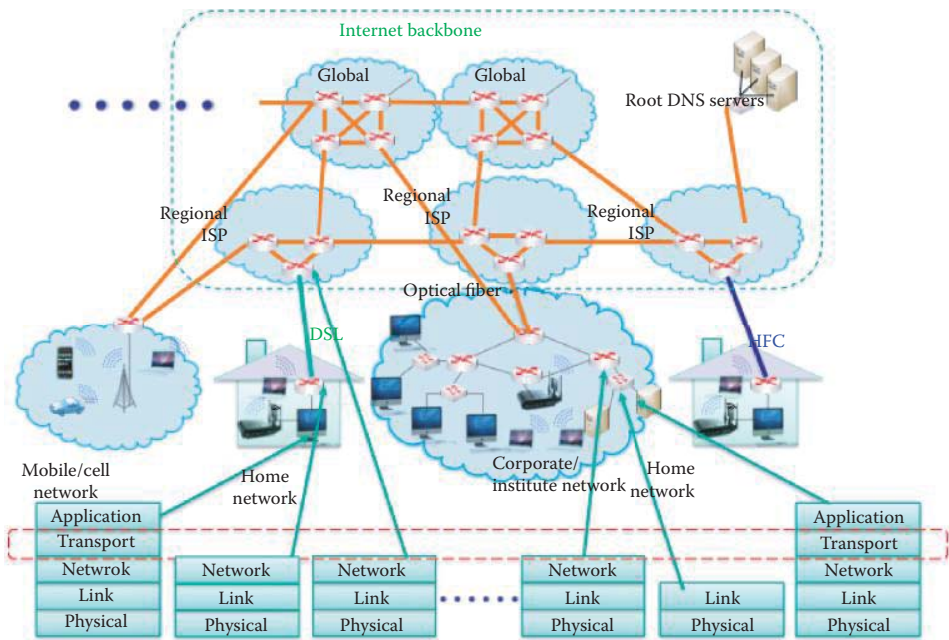 Internet backbone
Global
Global
Root DNS servers
Regional
ISP
Regional
ISP
Regional
ISP
Optical fiber
DSL
HFC
Mobile/cell
network
Home
network
Corporate/
institute network
Home
network
Application
Transport
Netwrok
Link
Physical
Network
Link
Physical
Network
Link
Physical
Network
Link
Physical
Link
Physical
Application
Transport
Network
Link
Physical